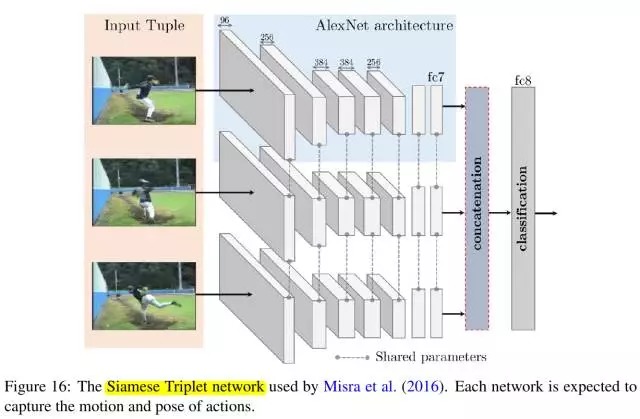 Input Tuple
AlexNet architecture
96
256
384
384
256
fc7
fc8
concatenation
classification
Shared parameters
Figure 16: The Siamese Triplet network used by Misra et al. (2016). Each network is expected to
capture the motion and pose of actions.